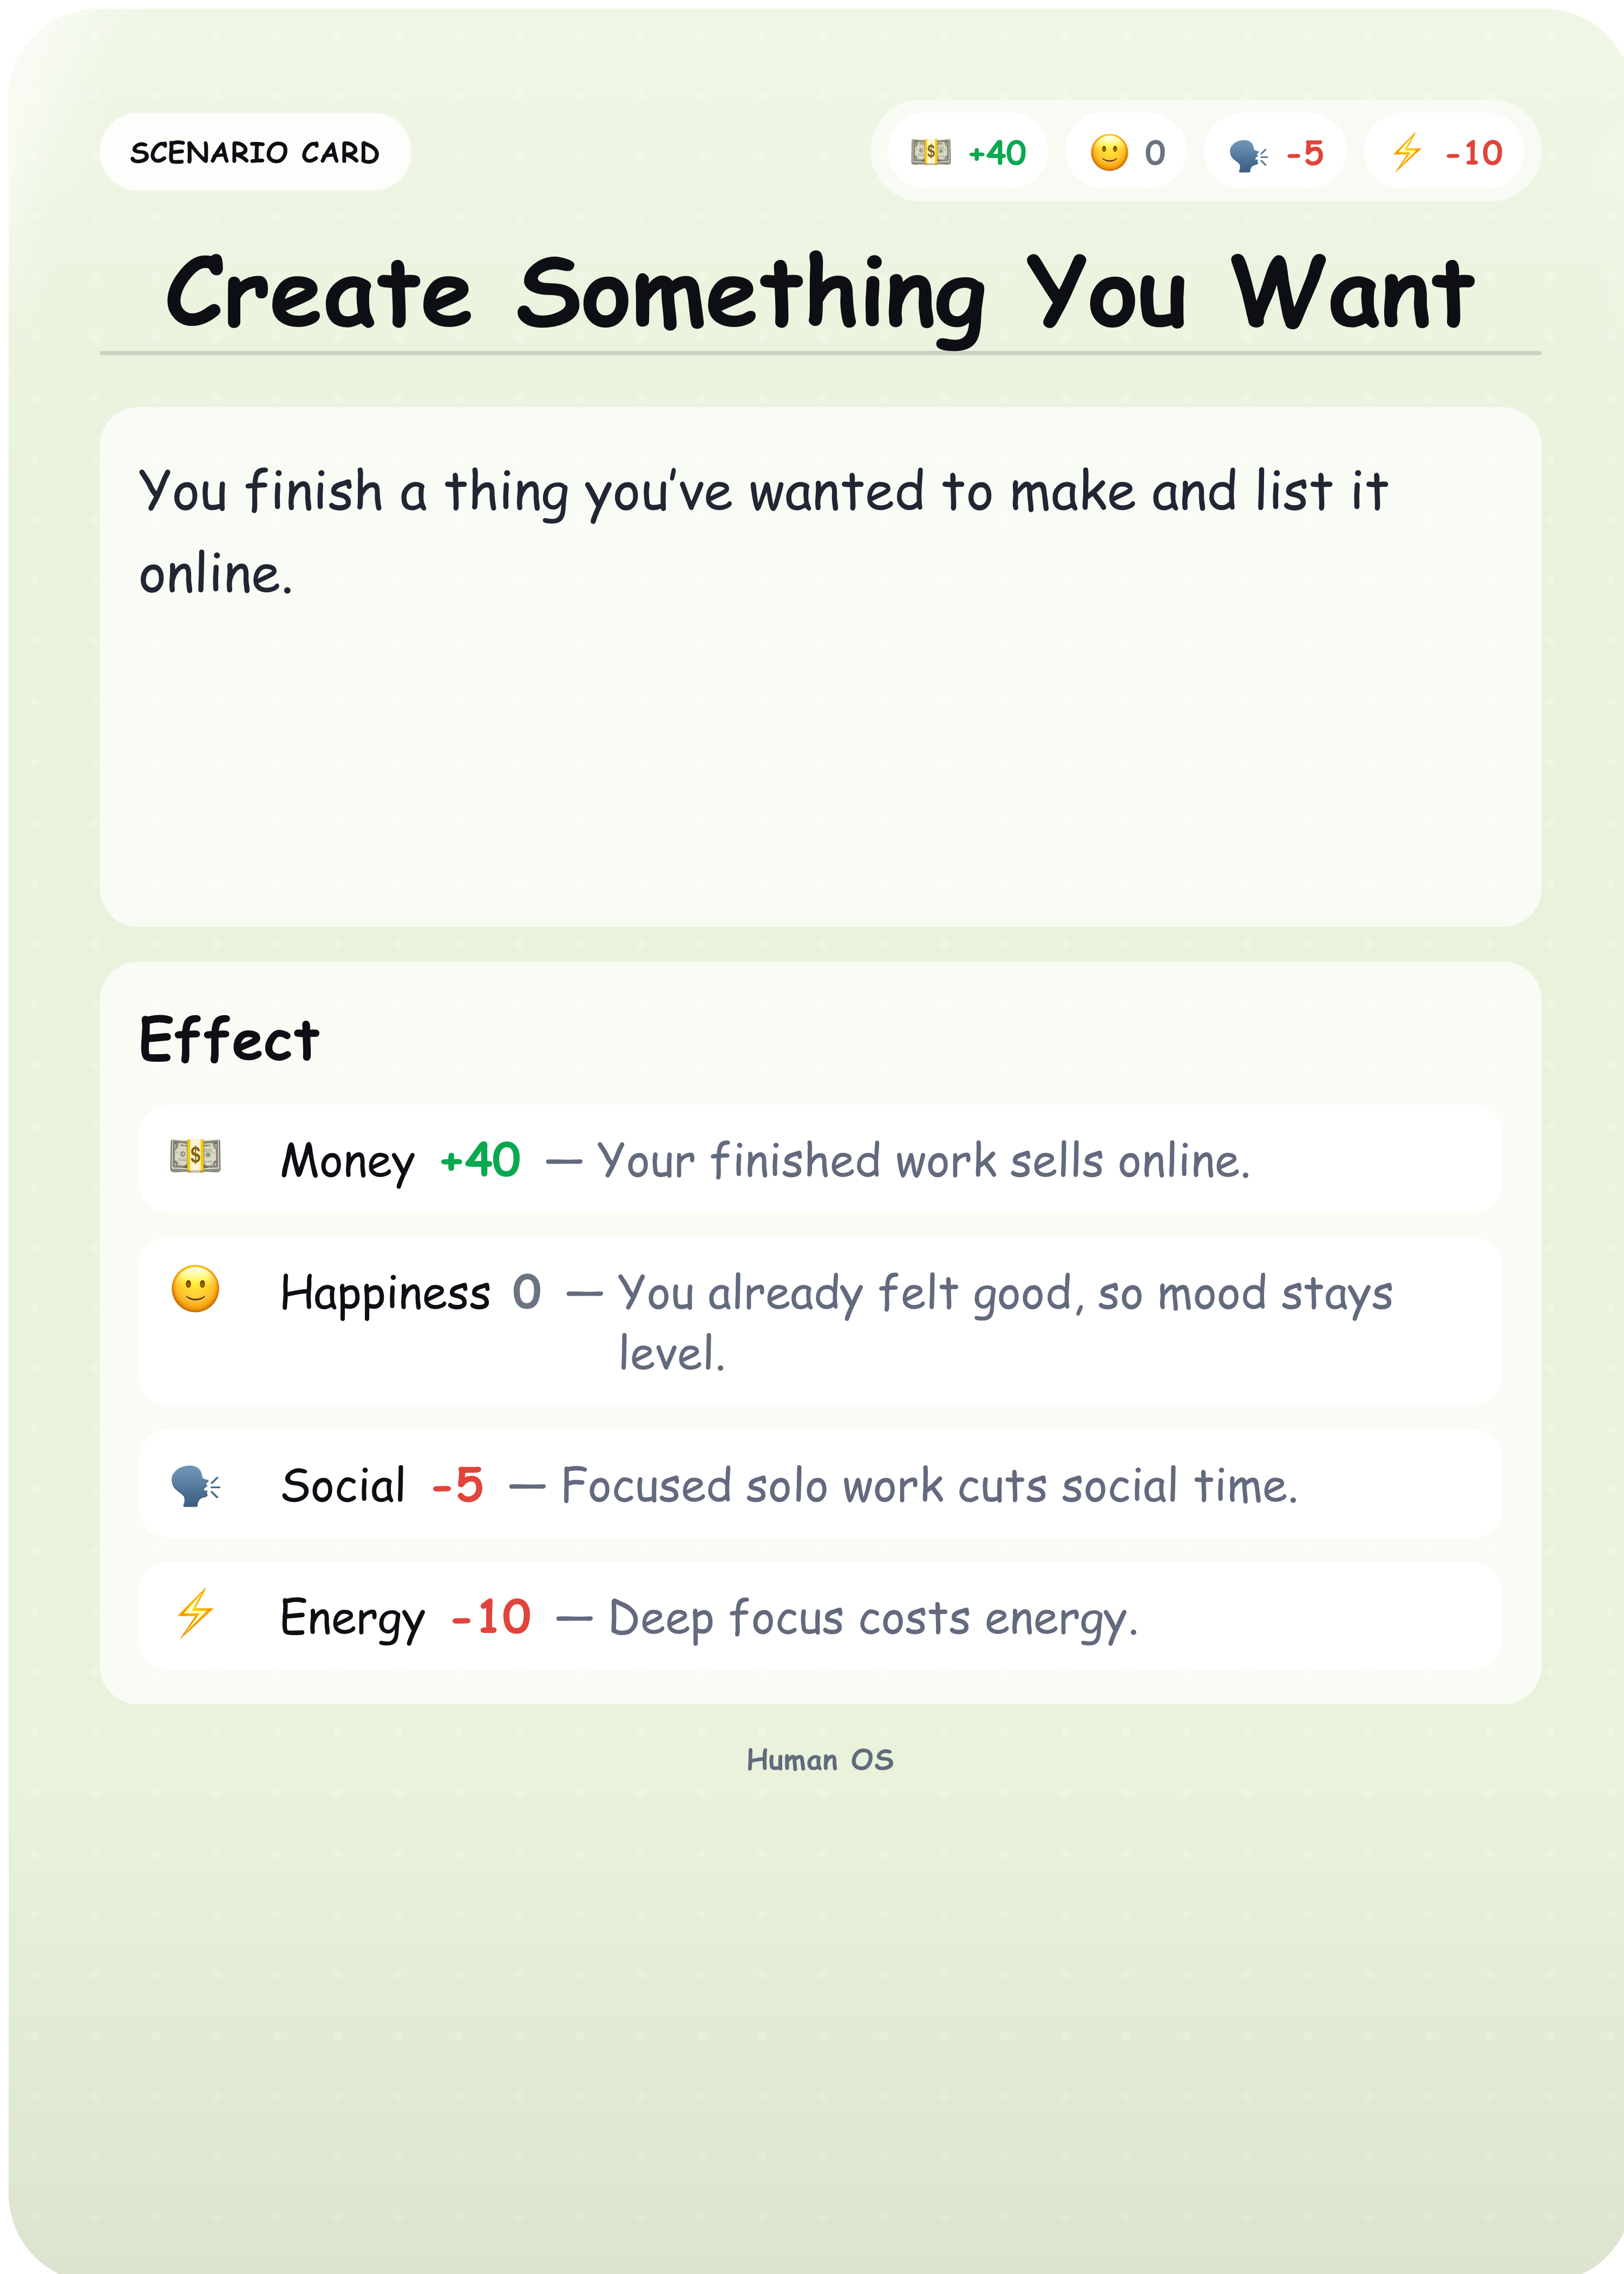 SCENARIO CARD
💵 +40 🙂 0 🗣️ -5 ⚡ -10
Create Something You Want
You finish a thing you've wanted to make and list it
online.
Effect
💵 Money +40 — Your finished work sells online.
🙂 Happiness 0 — You already felt good, so mood stays
level.
🗣️ Social -5 — Focused solo work cuts social time.
⚡ Energy -10 — Deep focus costs energy.
Human OS